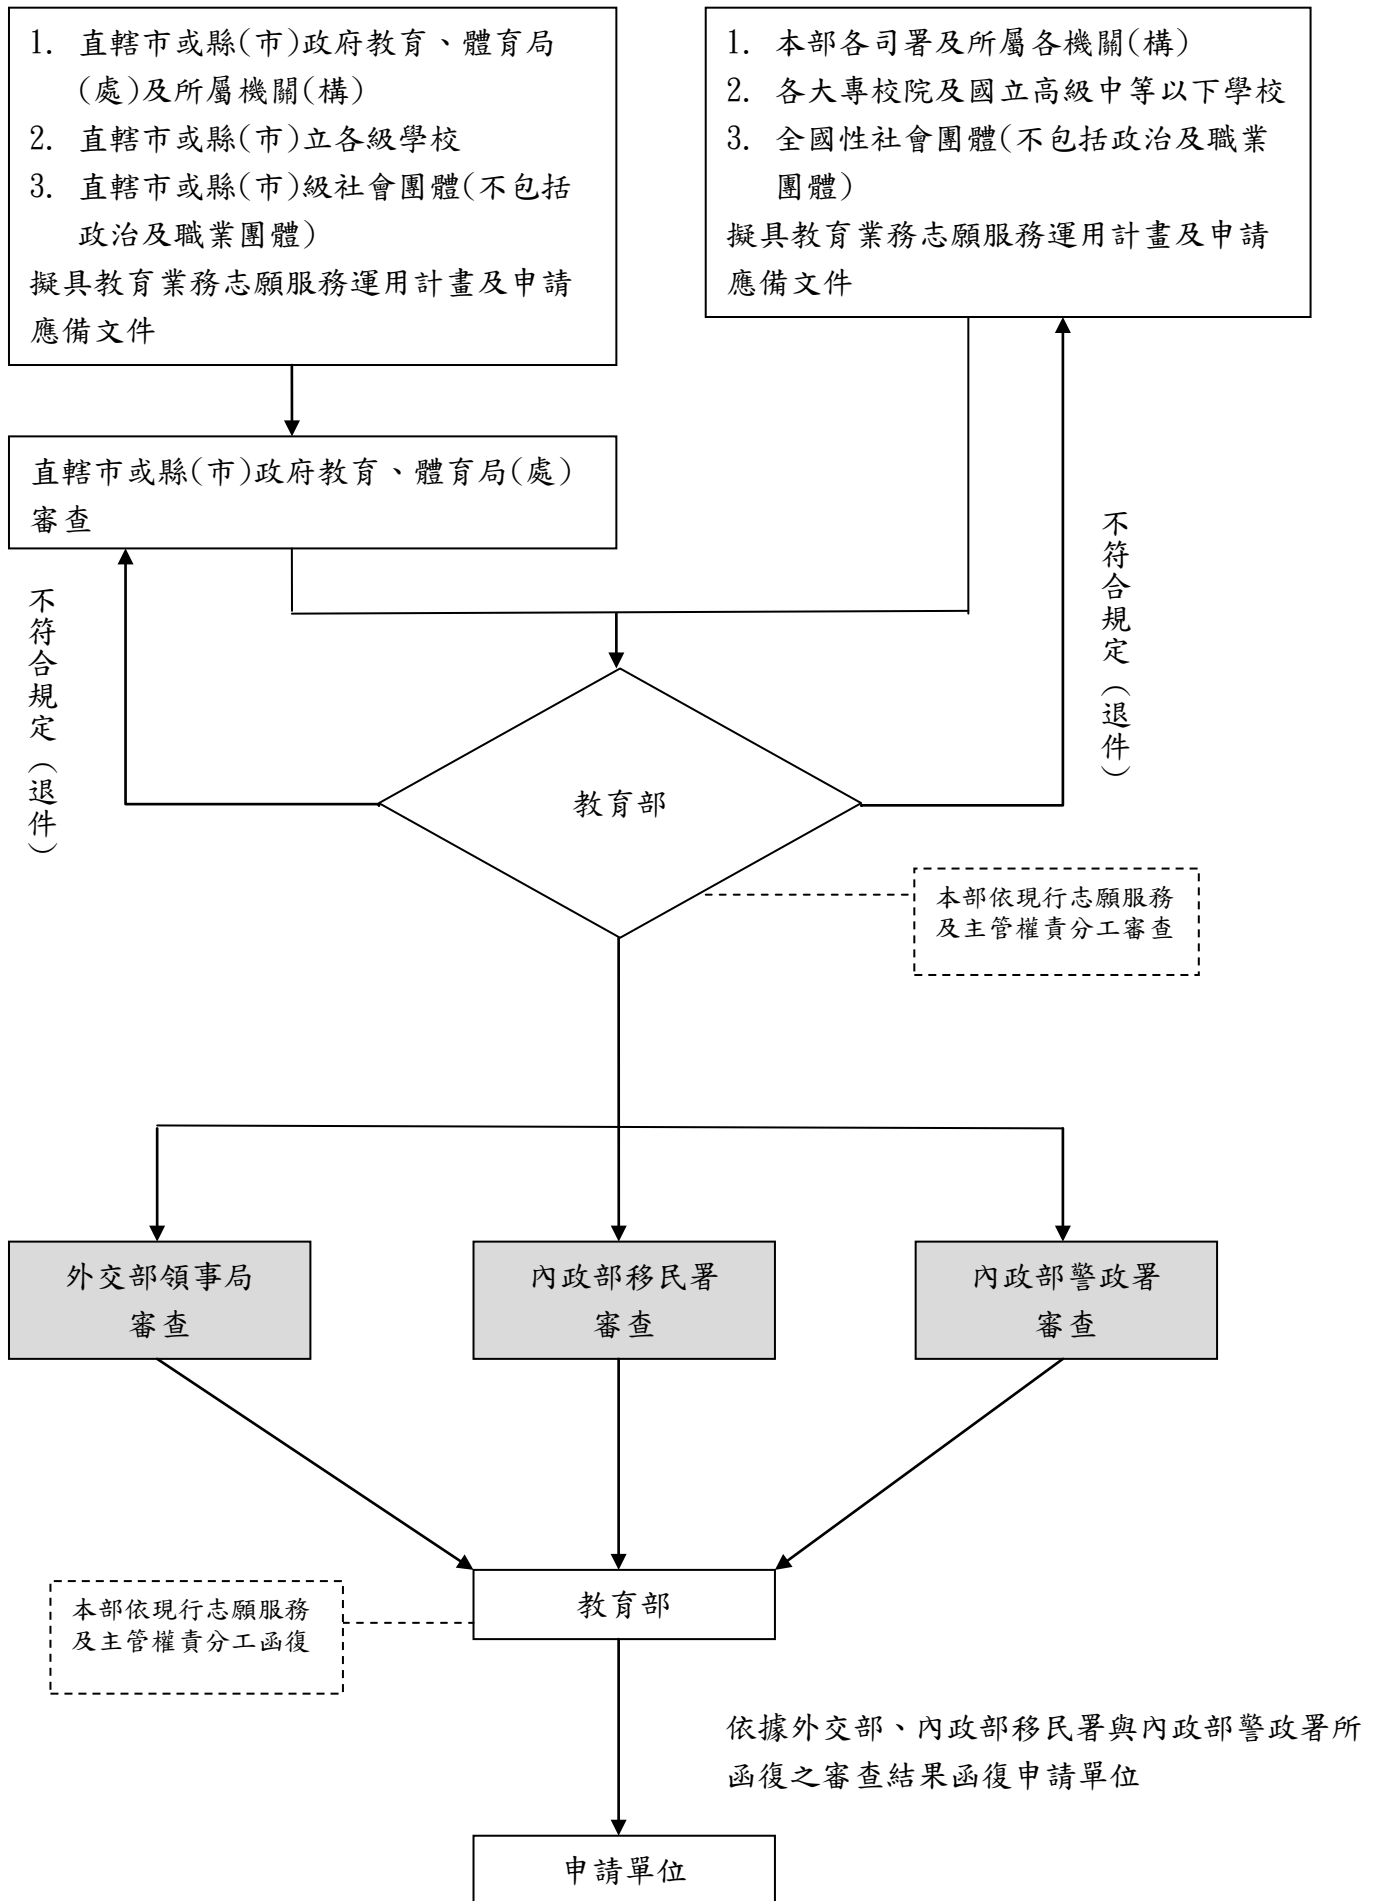 1. 直轄市或縣(市)政府教育、體育局
(處)及所屬機關(構)
2. 直轄市或縣(市)立各級學校
3. 直轄市或縣(市)級社會團體(不包括
政治及職業團體)
擬具教育業務志願服務運用計畫及申請
應備文件
1. 本部各司署及所屬各機關(構)
2. 各大專校院及國立高級中等以下學校
3. 全國性社會團體(不包括政治及職業
團體)
擬具教育業務志願服務運用計畫及申請
應備文件
直轄市或縣(市)政府教育、體育局(處)
審查
不符合規定（退件）
不符合規定（退件）
教育部
本部依現行志願服務
及主管權責分工審查
外交部領事局
審查
內政部移民署
審查
內政部警政署
審查
教育部
本部依現行志願服務
及主管權責分工函復
依據外交部、內政部移民署與內政部警政署所
函復之審查結果函復申請單位
申請單位